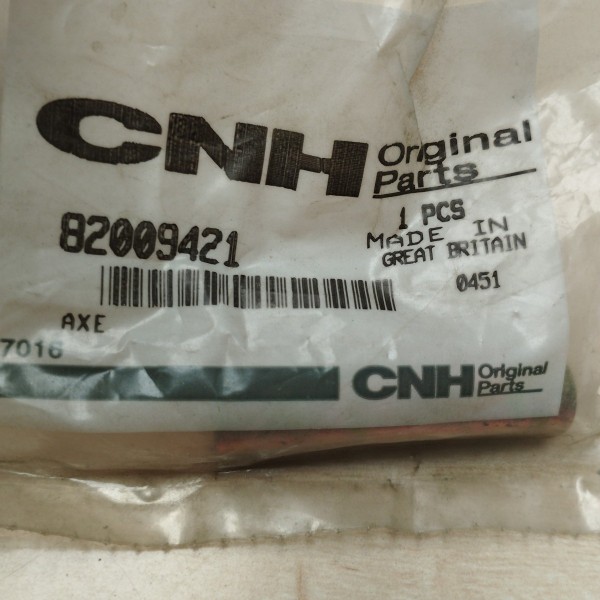 CNH Original
Parts
82009421
1 PCS
MADE IN
GREAT BRITAIN
0451
AXE
7016
CNH Original
Parts